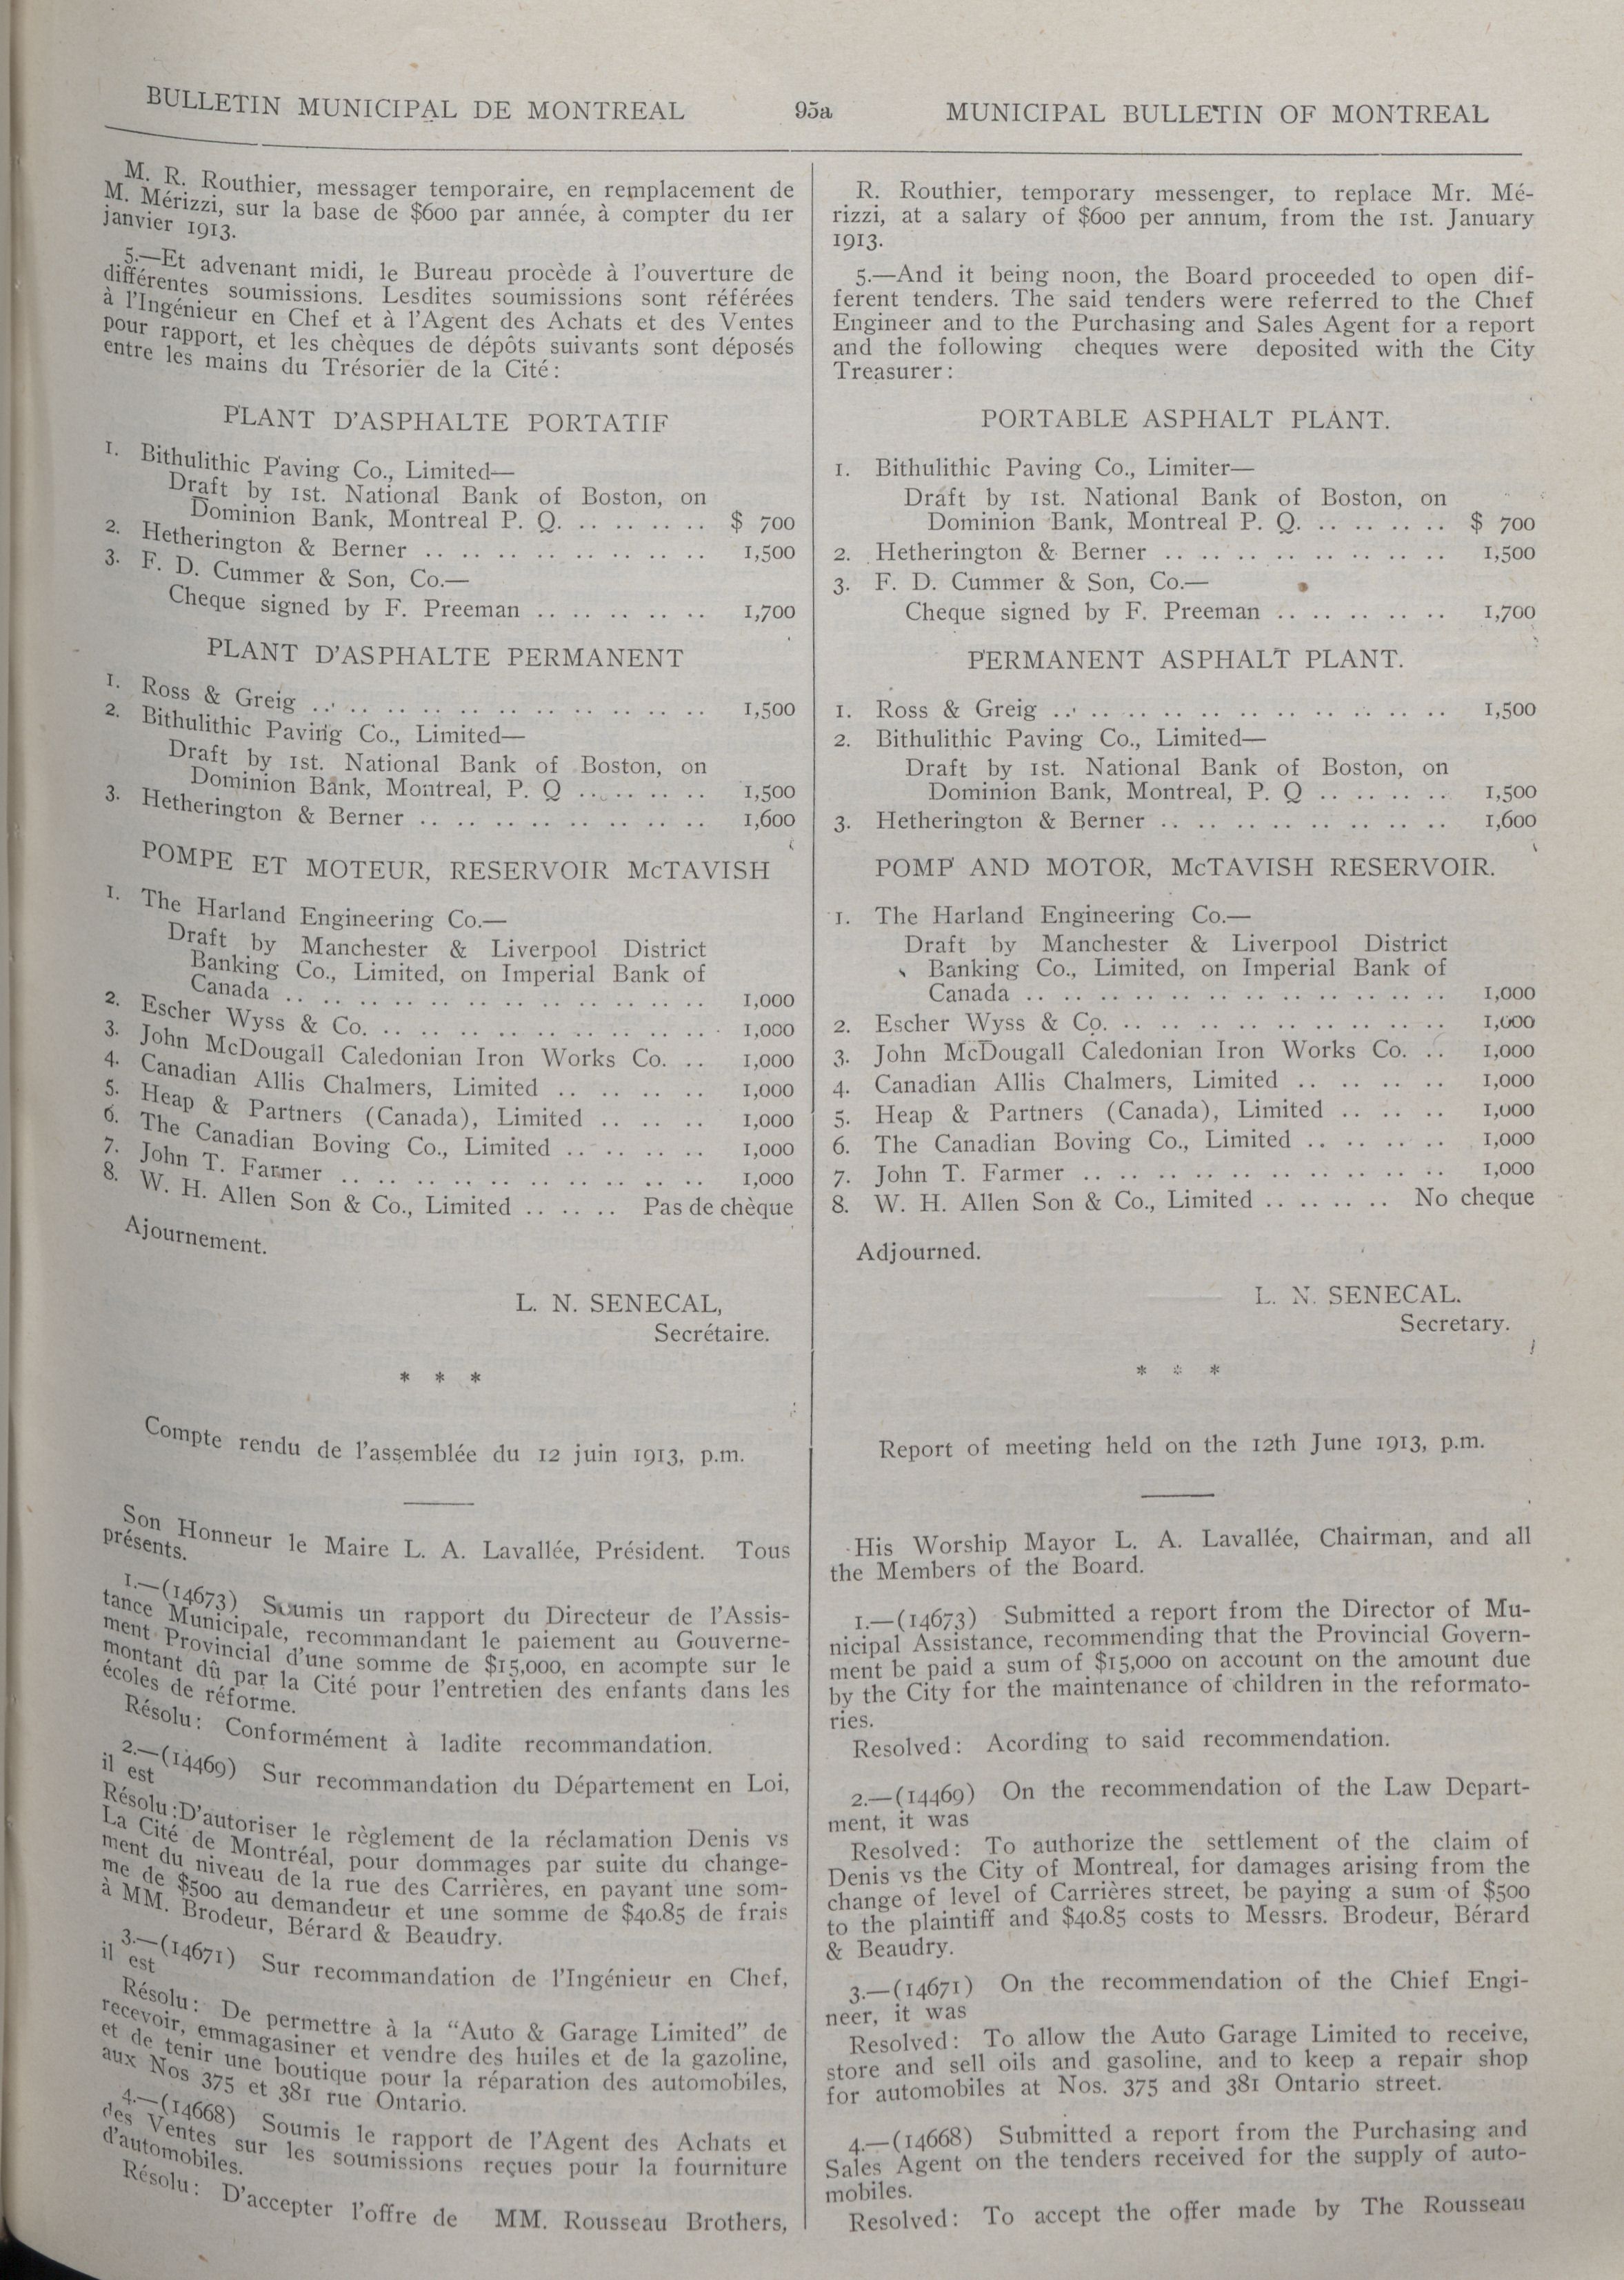 BULLETIN MUNICIPAL DE MONTREAL 95a MUNICIPAL BULLETIN OF MONTREAL
M. R. Routhier, messager temporaire, en remplacement de
M. Mérizzi, sur la base de $600 par année, à compter du 1er
janvier 1913.
5.—Et advenant midi, le Bureau procède à l'ouverture de
différentes soumissions. Lesdites soumissions sont référées
à l'Ingénieur en Chef et à l'Agent des Achats et des Ventes
pour rapport, et les chèques de dépôts suivants sont déposés
entre les mains du Trésorier de la Cité:
PLANT D'ASPHALTE PORTATIF
1. Bithulithic Paving Co., Limited—
Draft by 1st. National Bank of Boston, on
Dominion Bank, Montreal P. Q. .. .. .. .. $ 700
2. Hetherington & Berner .. .. .. .. .. .. .. .. 1,500
3. F. D. Cummer & Son, Co.—
Cheque signed by F. Preeman .. .. .. .. .. 1,700
PLANT D'ASPHALTE PERMANENT
1. Ross & Greig .. .. .. .. .. .. .. .. .. .. .. 1,500
2. Bithulithic Paving Co., Limited—
Draft by 1st. National Bank of Boston, on
Dominion Bank, Montreal, P. Q .. .. .. .. 1,500
3. Hetherington & Berner .. .. .. .. .. .. .. .. 1,600
POMPE ET MOTEUR, RESERVOIR McTAVISH
1. The Harland Engineering Co.—
Draft by Manchester & Liverpool District
Banking Co., Limited, on Imperial Bank of
Canada .. .. .. .. .. .. .. .. .. .. .. .. 1,000
2. Escher Wyss & Co. .. .. .. .. .. .. .. .. .. .. 1,000
3. John McDougall Caledonian Iron Works Co. .. 1,000
4. Canadian Allis Chalmers, Limited .. .. .. .. .. 1,000
5. Heap & Partners (Canada), Limited .. .. .. 1,000
6. The Canadian Boving Co., Limited .. .. .. .. 1,000
7. John T. Farmer .. .. .. .. .. .. .. .. .. .. 1,000
8. W. H. Allen Son & Co., Limited .. .. .. Pas de chèque
Ajournement.
L. N. SENECAL,
Secrétaire.
* * *
Compte rendu de l'assemblée du 12 juin 1913, p.m.
Son Honneur le Maire L. A. Lavallée, Président. Tous
présents.
1.—(14673) Soumis un rapport du Directeur de l'Assis-
tance Municipale, recommandant le paiement au Gouverne-
ment Provincial d'une somme de $15,000, en acompte sur le
montant dû par la Cité pour l'entretien des enfants dans les
écoles de réforme.
Résolu: Conformément à ladite recommandation.
2.—(14469) Sur recommandation du Département en Loi,
il est
Résolu:D'autoriser le règlement de la réclamation Denis vs
La Cité de Montréal, pour dommages par suite du change-
ment du niveau de la rue des Carrières, en payant une som-
me de $500 au demandeur et une somme de $40.85 de frais
à MM. Brodeur, Bérard & Beaudry.
3.—(14671) Sur recommandation de l'Ingénieur en Chef,
il est
Résolu: De permettre à la "Auto & Garage Limited" de
recevoir, emmagasiner et vendre des huiles et de la gazoline,
et de tenir une boutique pour la réparation des automobiles,
aux Nos 375 et 381 rue Ontario.
4.—(14668) Soumis le rapport de l'Agent des Achats et
des Ventes sur les soumissions reçues pour la fourniture
d'automobiles.
Résolu: D'accepter l'offre de MM. Rousseau Brothers,
R. Routhier, temporary messenger, to replace Mr. Mé-
rizzi, at a salary of $600 per annum, from the 1st. January
1913.
5.—And it being noon, the Board proceeded to open dif-
ferent tenders. The said tenders were referred to the Chief
Engineer and to the Purchasing and Sales Agent for a report
and the following cheques were deposited with the City
Treasurer:
PORTABLE ASPHALT PLANT.
1. Bithulithic Paving Co., Limiter—
Draft by 1st. National Bank of Boston, on
Dominion Bank, Montreal P. Q. .. .. .. .. $ 700
2. Hetherington & Berner .. .. .. .. .. .. .. .. 1,500
3. F. D. Cummer & Son, Co.—
Cheque signed by F. Preeman .. .. .. .. .. 1,700
PERMANENT ASPHALT PLANT.
1. Ross & Greig .. .. .. .. .. .. .. .. .. .. .. 1,500
2. Bithulithic Paving Co., Limited—
Draft by 1st. National Bank of Boston, on
Dominion Bank, Montreal, P. Q .. .. .. .. 1,500
3. Hetherington & Berner .. .. .. .. .. .. .. .. 1,600
POMP AND MOTOR, McTAVISH RESERVOIR.
1. The Harland Engineering Co.—
Draft by Manchester & Liverpool District
Banking Co., Limited, on Imperial Bank of
Canada .. .. .. .. .. .. .. .. .. .. .. .. 1,000
2. Escher Wyss & Co. .. .. .. .. .. .. .. .. .. 1,000
3. John McDougall Caledonian Iron Works Co. .. 1,000
4. Canadian Allis Chalmers, Limited .. .. .. .. .. 1,000
5. Heap & Partners (Canada), Limited .. .. .. 1,000
6. The Canadian Boving Co., Limited .. .. .. .. 1,000
7. John T. Farmer .. .. .. .. .. .. .. .. .. .. 1,000
8. W. H. Allen Son & Co., Limited .. .. .. .. No cheque
Adjourned.
L. N. SENECAL.
Secretary.
* * *
Report of meeting held on the 12th June 1913, p.m.
His Worship Mayor L. A. Lavallée, Chairman, and all
the Members of the Board.
1.—(14673) Submitted a report from the Director of Mu-
nicipal Assistance, recommending that the Provincial Govern-
ment be paid a sum of $15,000 on account on the amount due
by the City for the maintenance of children in the reformato-
ries.
Resolved: Acording to said recommendation.
2.—(14469) On the recommendation of the Law Depart-
ment, it was
Resolved: To authorize the settlement of the claim of
Denis vs the City of Montreal, for damages arising from the
change of level of Carrières street, be paying a sum of $500
to the plaintiff and $40.85 costs to Messrs. Brodeur, Bérard
& Beaudry.
3.—(14671) On the recommendation of the Chief Engi-
neer, it was
Resolved: To allow the Auto Garage Limited to receive,
store and sell oils and gasoline, and to keep a repair shop
for automobiles at Nos. 375 and 381 Ontario street.
4.—(14668) Submitted a report from the Purchasing and
Sales Agent on the tenders received for the supply of auto-
mobiles.
Resolved: To accept the offer made by The Rousseau